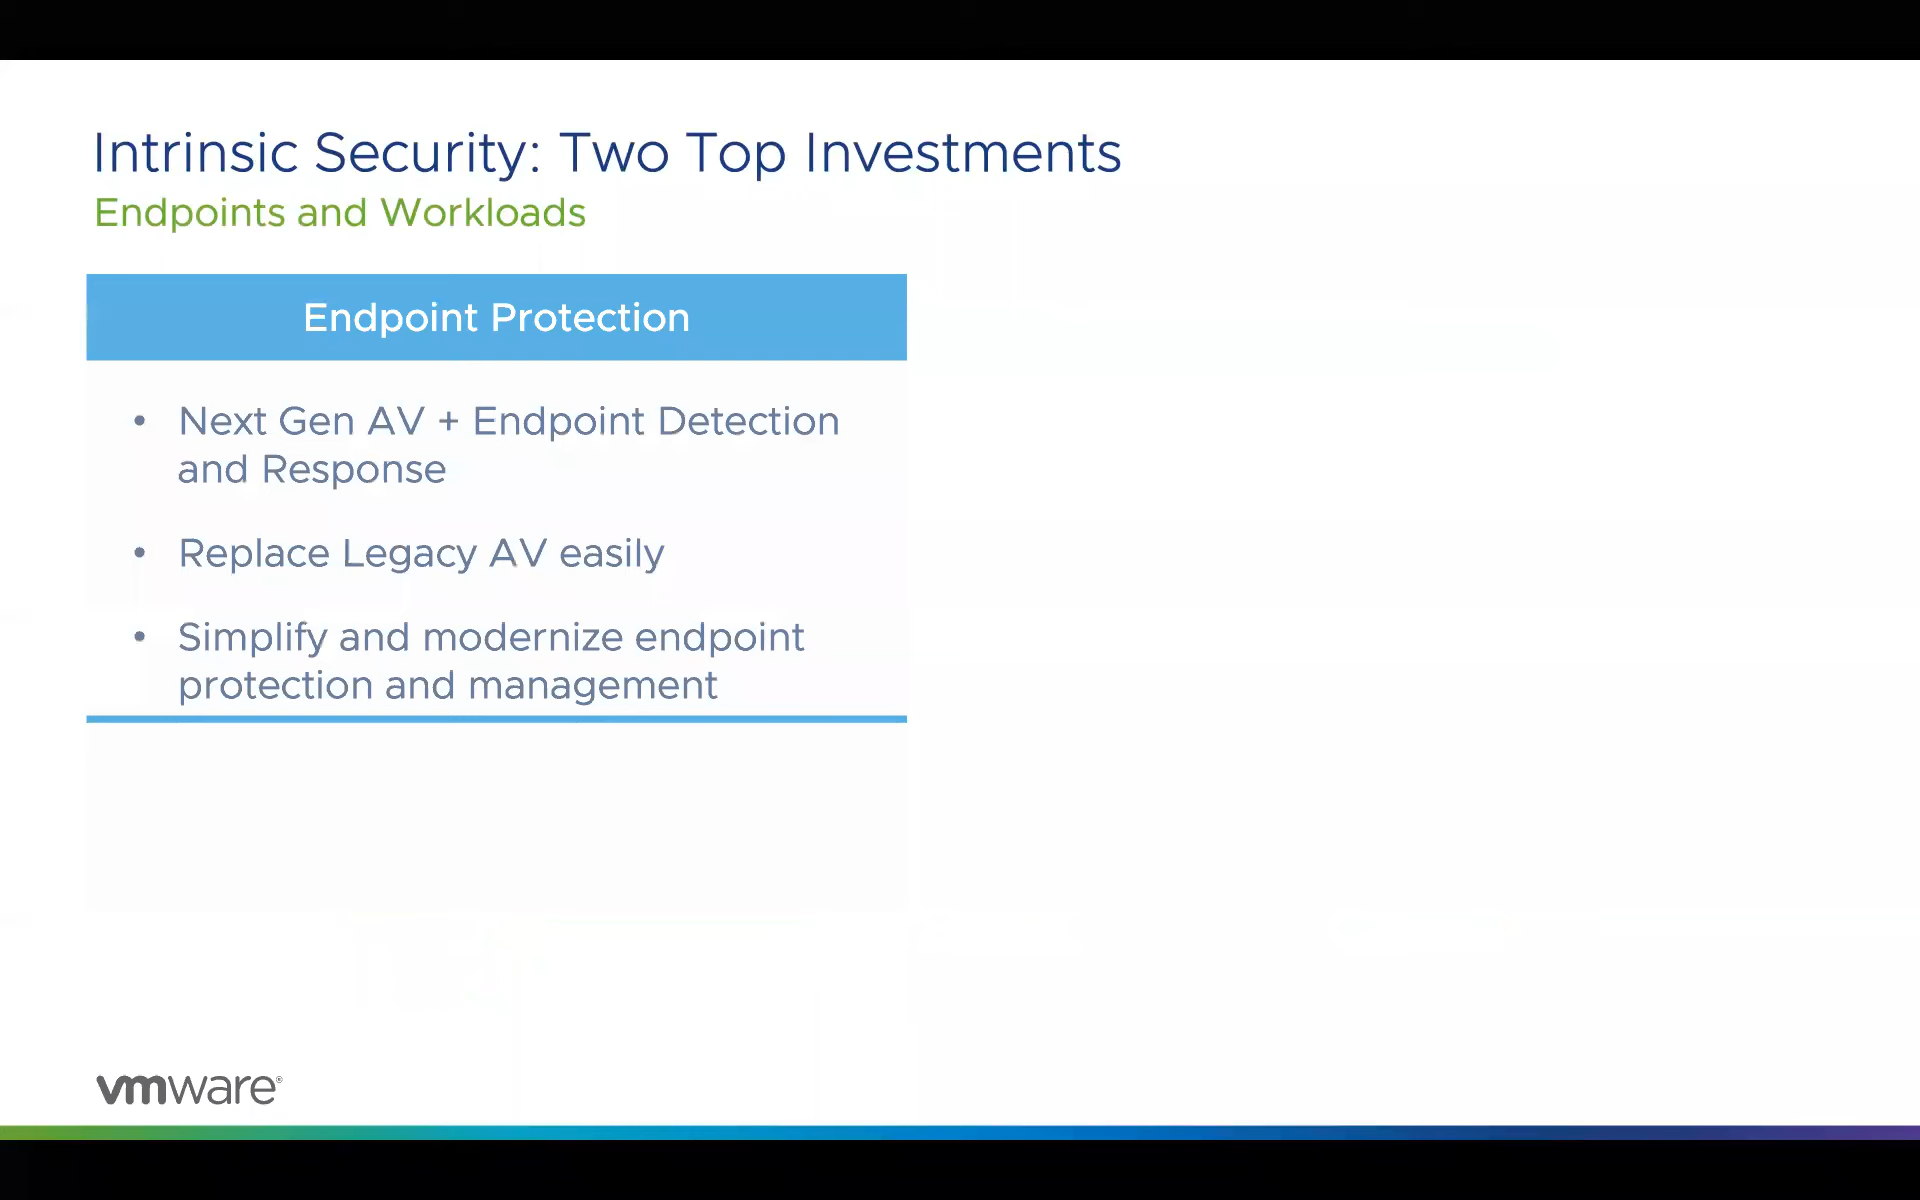 Intrinsic Security: Two Top Investments
Endpoints and Workloads
Endpoint Protection
• Next Gen AV + Endpoint Detection
and Response
• Replace Legacy AV easily
• Simplify and modernize endpoint
protection and management
vmware®